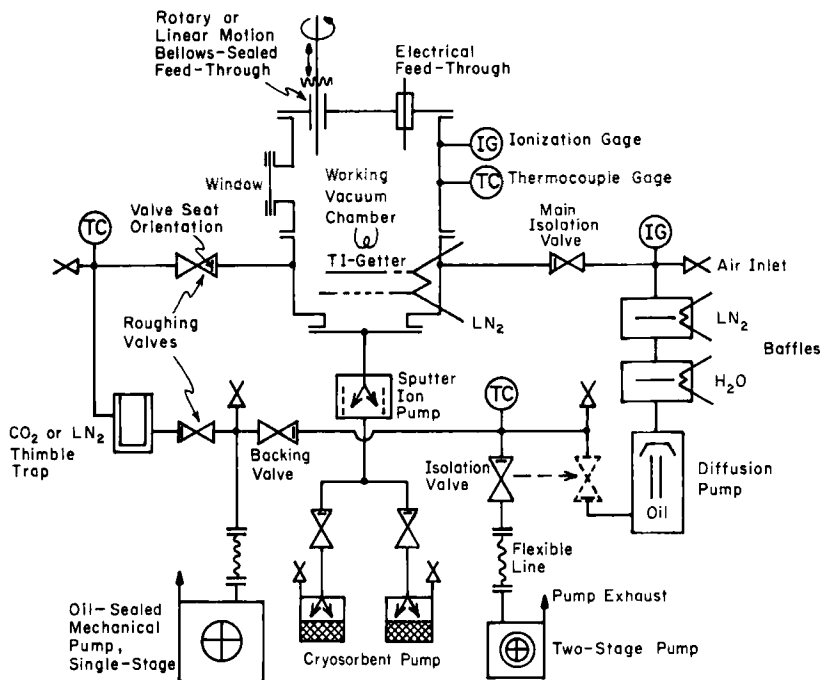 Rotary or
Linear Motion
Bellows-Sealed
Feed-Through
Electrical
Feed-Through
IG Ionization Gage
TC Thermocouple Gage
Window
Working
Vacuum
Chamber
TI-Getter
Valve Seat
Orientation
TC
Main
Isolation
Valve
IG
Air Inlet
LN2
LN2
Baffles
H2O
Roughing
Valves
Sputter
Ion
Pump
TC
CO2 or LN2
Thimble
Trap
Backing
Valve
Isolation
Valve
Diffusion
Pump
Oil
Flexible
Line
Oil-Sealed
Mechanical
Pump,
Single-Stage
Cryosorbent Pump
Pump Exhaust
Two-Stage Pump